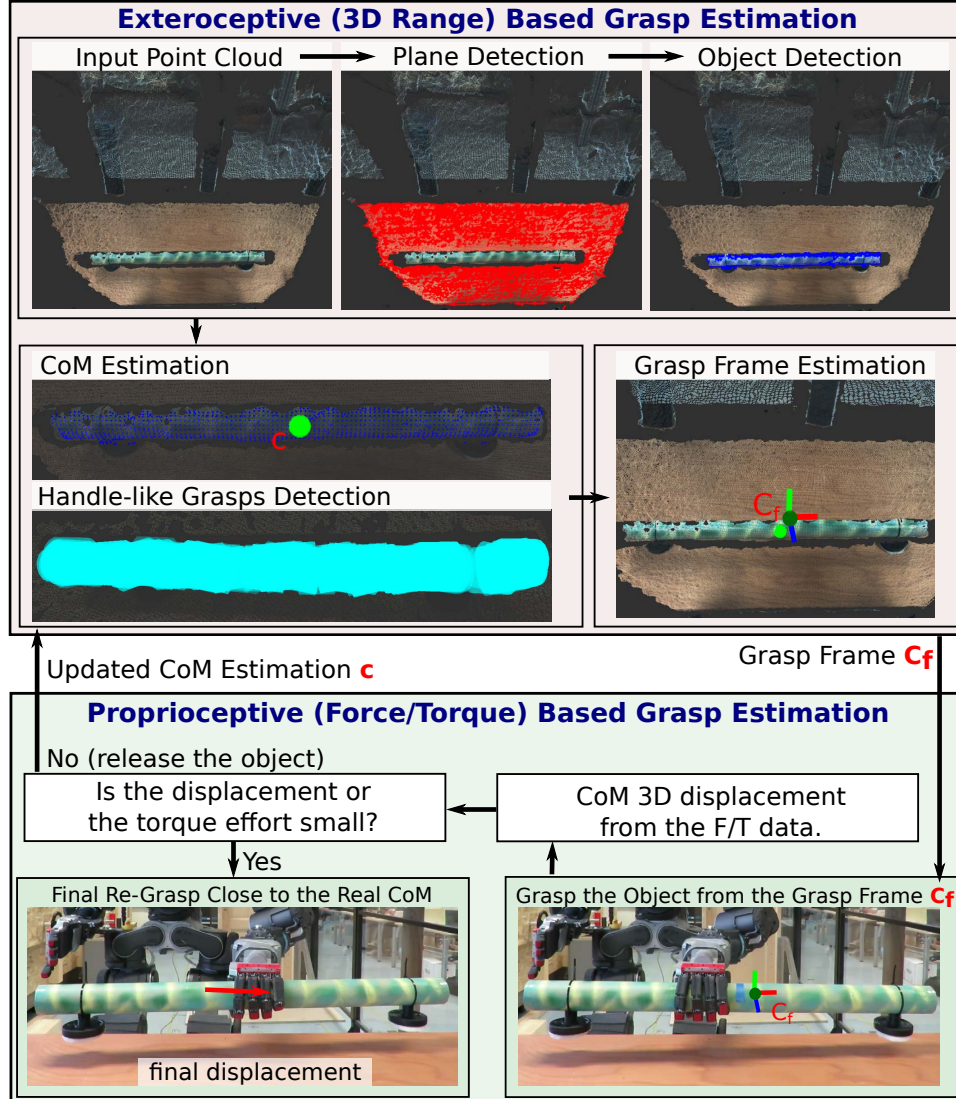 Exteroceptive (3D Range) Based Grasp Estimation
Input Point Cloud
Plane Detection
Object Detection
CoM Estimation
c
Handle-like Grasps Detection
Grasp Frame Estimation
Cf
Updated CoM Estimation c
Grasp Frame Cf
Proprioceptive (Force/Torque) Based Grasp Estimation
No (release the object)
Is the displacement or
the torque effort small?
CoM 3D displacement
from the F/T data.
Yes
Final Re-Grasp Close to the Real CoM
final displacement
Grasp the Object from the Grasp Frame Cf
Cf